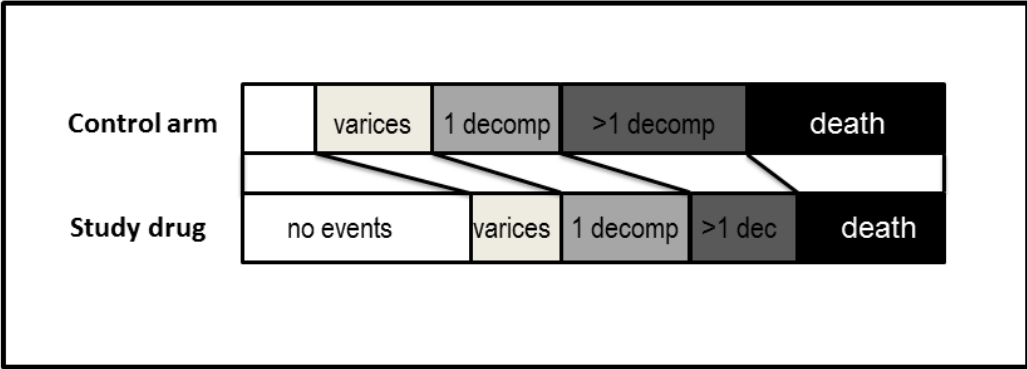 Control arm varices 1 decomp >1 decomp death
Study drug no events varices 1 decomp >1 dec death